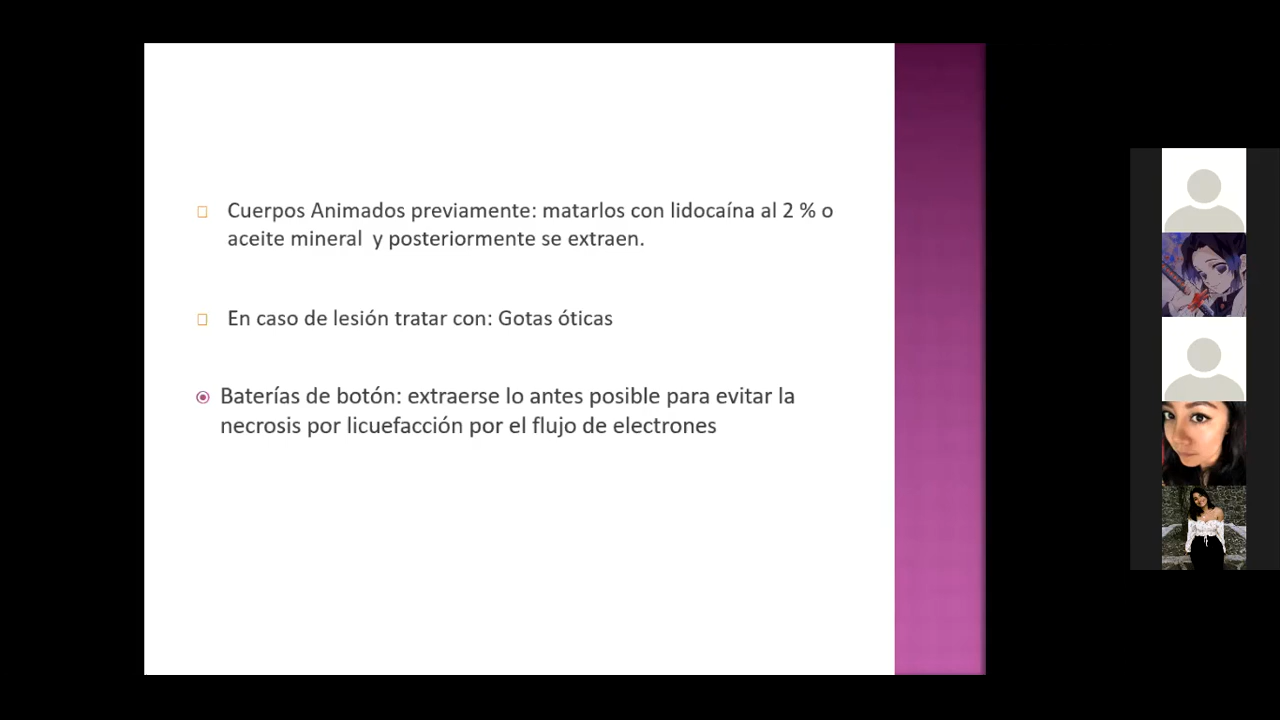 Cuerpos Animados previamente: matarlos con lidocaína al 2 % o
aceite mineral y posteriormente se extraen.
En caso de lesión tratar con: Gotas óticas
Baterías de botón: extraerse lo antes posible para evitar la
necrosis por licuefacción por el flujo de electrones